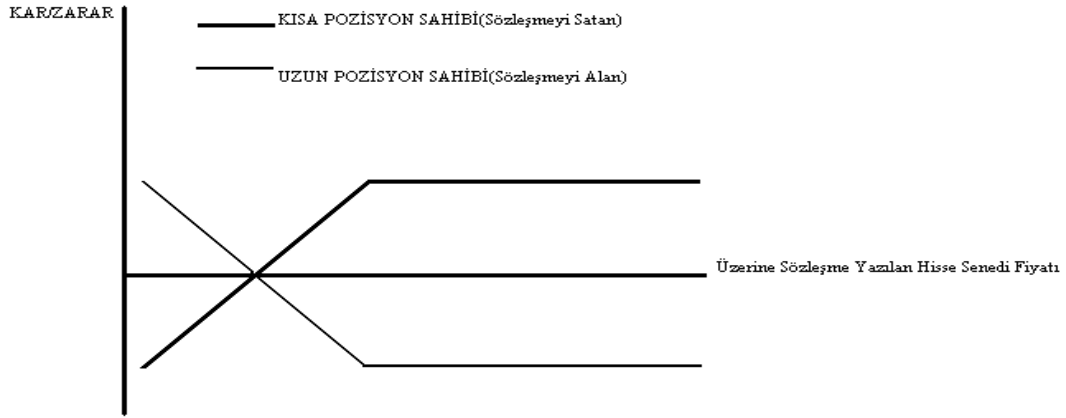 KAR/ZARAR
KISA POZİSYON SAHİBİ(Sözleşmeyi Satan)
UZUN POZİSYON SAHİBİ(Sözleşmeyi Alan)
Üzerine Sözleşme Yazılan Hisse Senedi Fiyatı